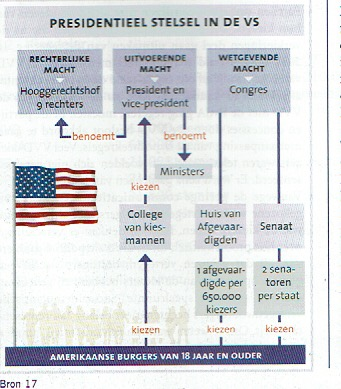 PRESIDENTIEEL STELSEL IN DE VS
RECHTERLIJKE
MACHT
Hooggerechtshof
9 rechters
UITVOERENDE
MACHT
President en
vice-president
WETGEVENDE
MACHT
Congres
benoemt
benoemt
Ministers
kiezen
College
van kies-
mannen
Huis van
Afgevaar-
digden
Senaat
1 afgevaar-
digde per
650.000
kiezers
2 sena-
toren
per staat
kiezen
kiezen
kiezen
AMERIKAANSE BURGERS VAN 18 JAAR EN OUDER
Bron 17